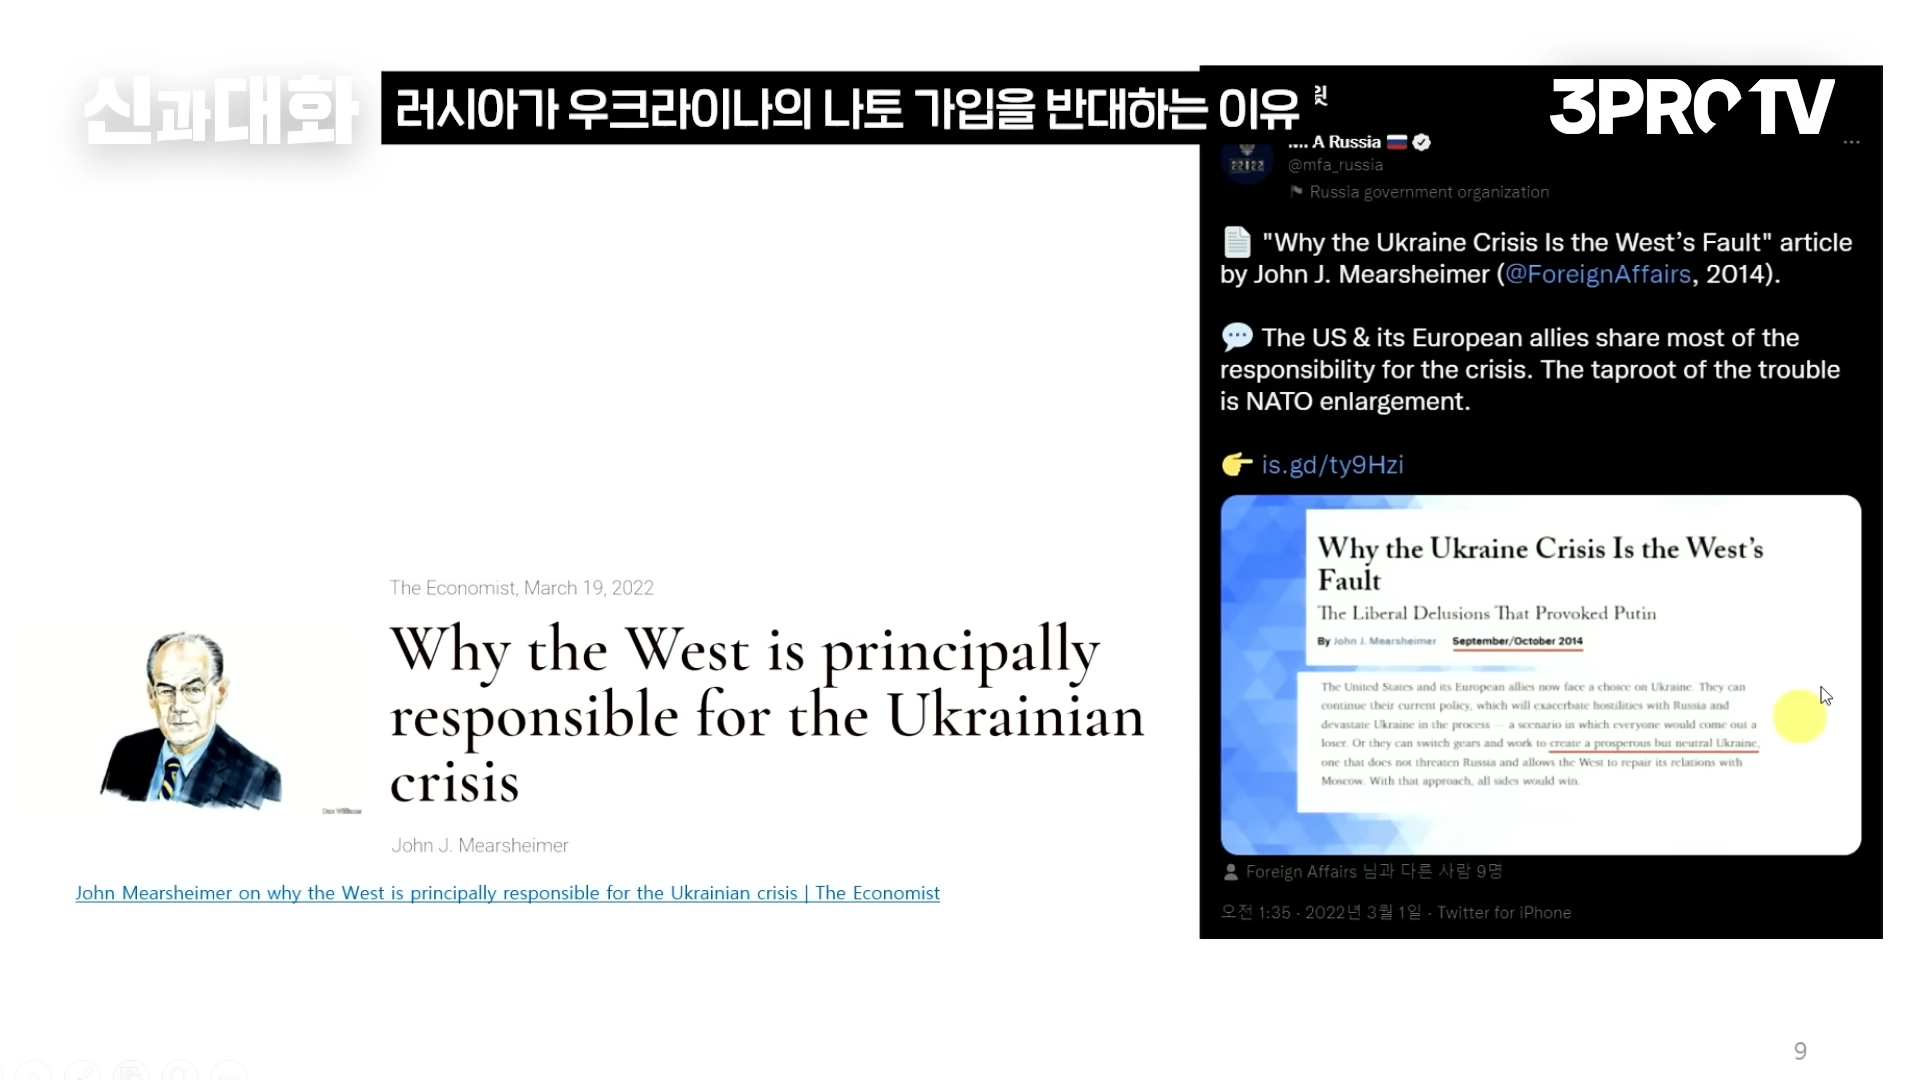 신과대화
러시아가 우크라이나의 나토 가입을 반대하는 이유
3PROTV
A Russia
@mfa_russia
Russia government organization
"Why the Ukraine Crisis Is the West’s Fault" article
by John J. Mearsheimer (@ForeignAffairs, 2014).
The US & its European allies share most of the
responsibility for the crisis. The taproot of the trouble
is NATO enlargement.
is.gd/ty9Hzi
Why the Ukraine Crisis Is the West’s
Fault
The Liberal Delusions That Provoked Putin
By John J. Mearsheimer September/October 2014
The United States and its European allies now face a choice on Ukraine. They can
continue their current policy, which will exacerbate hostilities with Russia and
devastate Ukraine in the process — a scenario in which everyone would come out a
loser. Or they can switch gears and work to create a prosperous but neutral Ukraine,
one that does not threaten Russia and allows the West to repair its relations with
Moscow. With that approach, all sides would win.
Foreign Affairs 님과 다른 사람 9명
오전 1:35 · 2022년 3월 1일 · Twitter for iPhone
The Economist, March 19, 2022
Why the West is principally
responsible for the Ukrainian
crisis
John J. Mearsheimer
John Mearsheimer on why the West is principally responsible for the Ukrainian crisis | The Economist
9